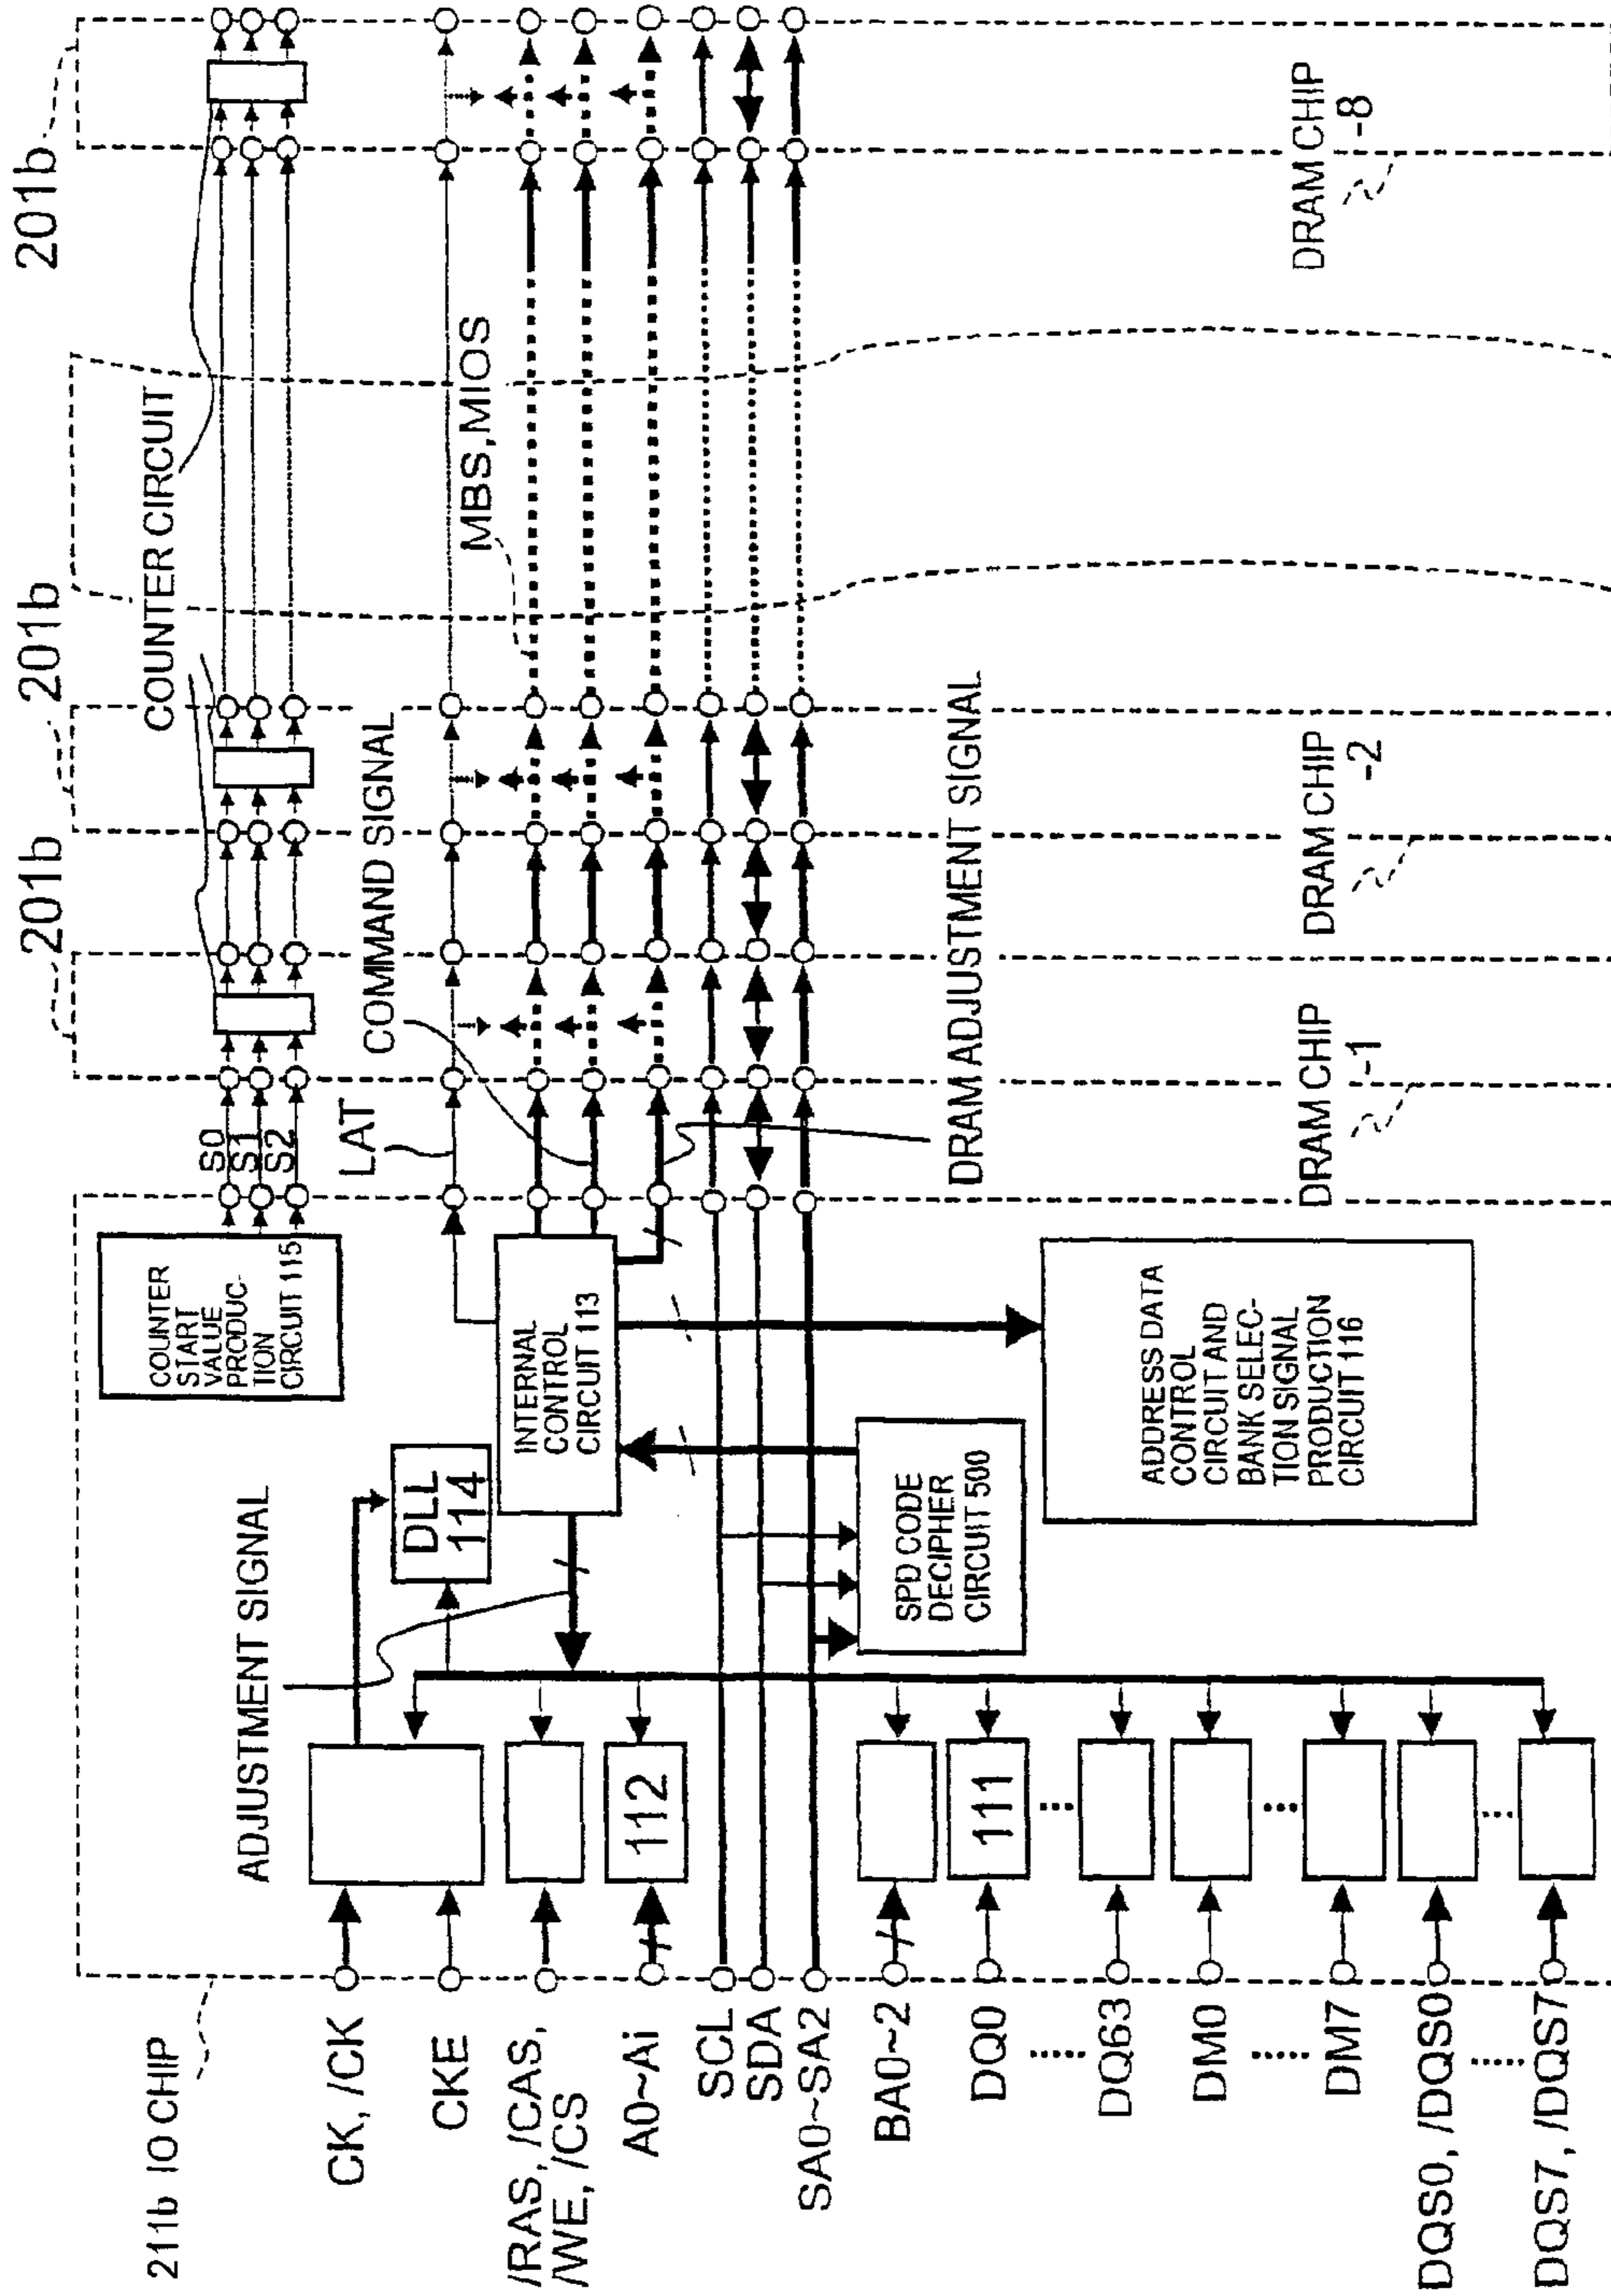 201b
201b
201b
COUNTER CIRCUIT
MBS,MIOS
COMMAND SIGNAL
LAT
S0
S1
S2
DRAM ADJUSTMENT SIGNAL
DRAM CHIP
-8
DRAM CHIP
-2
DRAM CHIP
-1
COUNTER
START
VALUE
PRODUC-
TION
CIRCUIT 115
INTERNAL
CONTROL
CIRCUIT 113
DLL
114
ADJUSTMENT SIGNAL
SPD CODE
DECIPHER
CIRCUIT 500
ADDRESS DATA
CONTROL
CIRCUIT AND
BANK SELEC-
TION SIGNAL
PRODUCTION
CIRCUIT 116
112
111
211b IO CHIP
CK, /CK
CKE
/RAS, /CAS,
/WE, /CS
A0~Ai
SCL
SDA
SA0~SA2
BA0~2
DQ0
DQ63
DM0
DM7
DQS0, /DQS0
DQS7, /DQS7